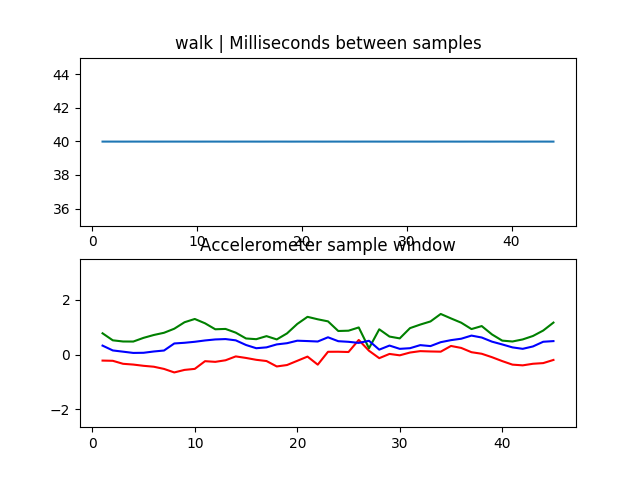 walk | Milliseconds between samples
44
42
40
38
36
0 10 20 30 40
Accelerometer sample window
2
0
−2
0 10 20 30 40